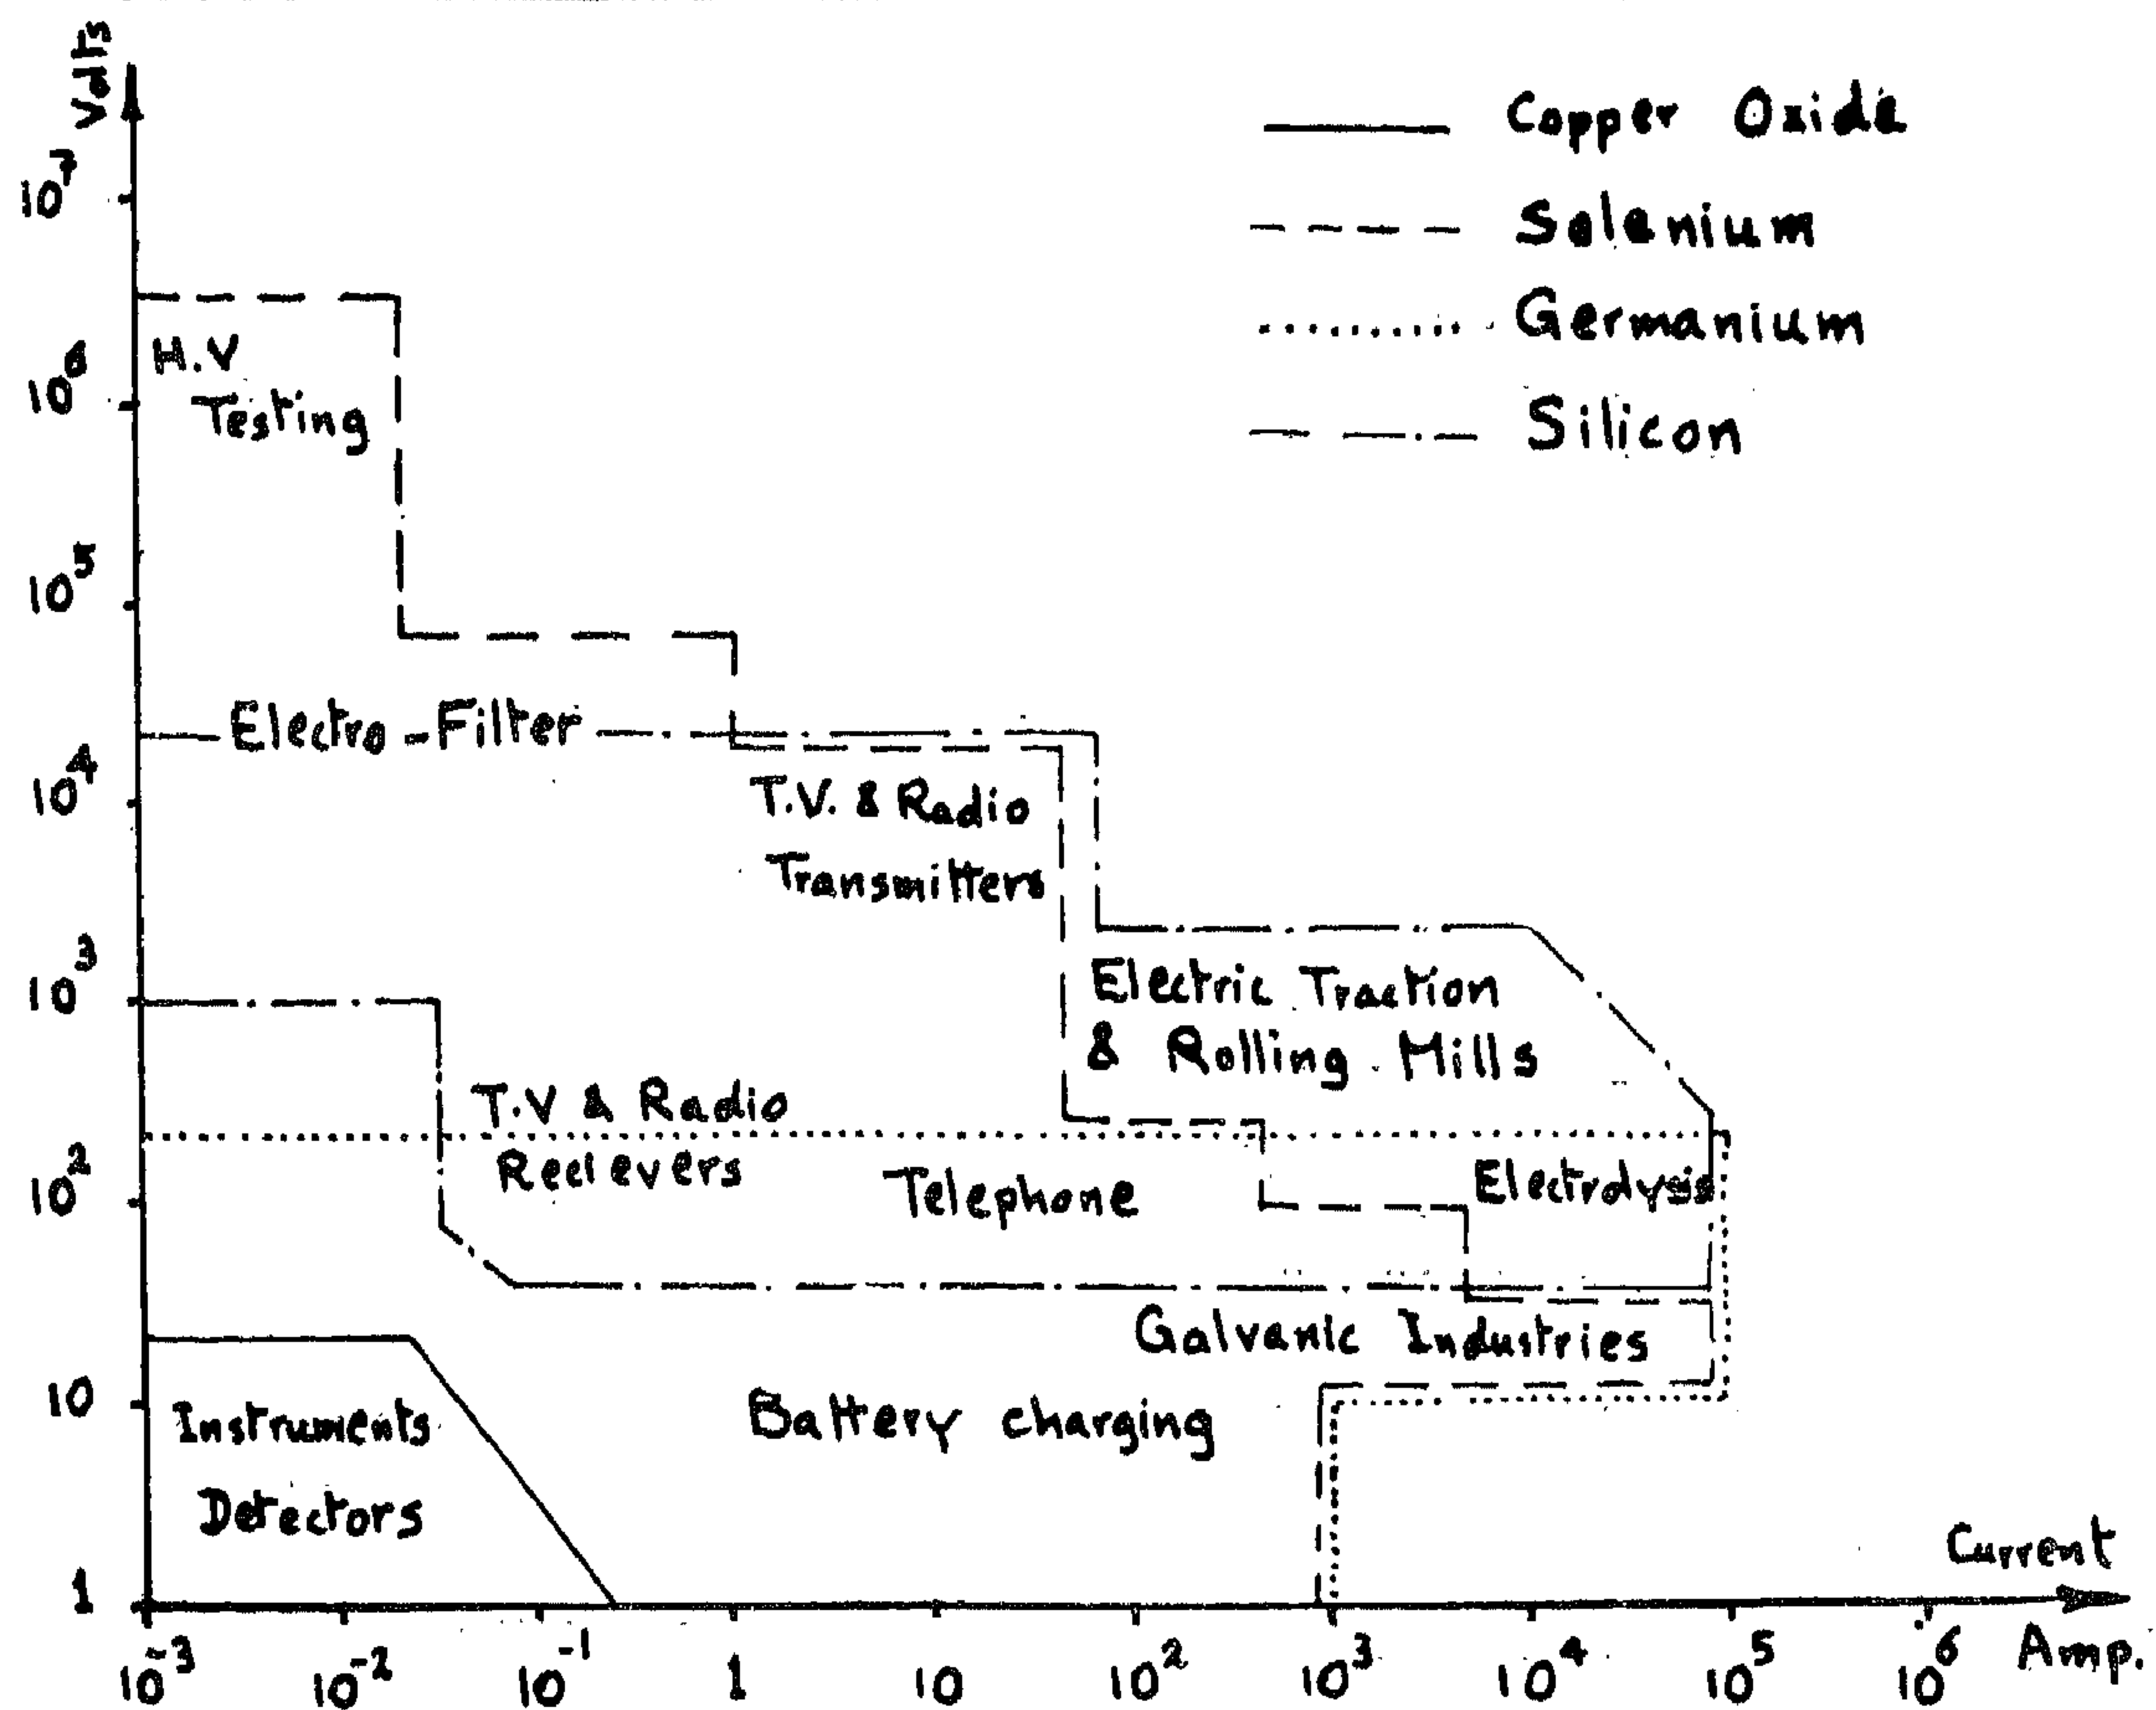 Volts
Copper Oxide
Selenium
Germanium
Silicon
10⁷
10⁶
10⁵
10⁴
10³
10²
10
1
H.V
Testing
Electro-Filter
T.V. & Radio
Transmitters
Electric Traction
& Rolling Mills
T.V & Radio
Recievers
Telephone
Electrolysis
Galvanic Industries
Battery charging
Instruments
Detectors
Current
Amp.
10⁻³ 10⁻² 10⁻¹ 1 10 10² 10³ 10⁴ 10⁵ 10⁶